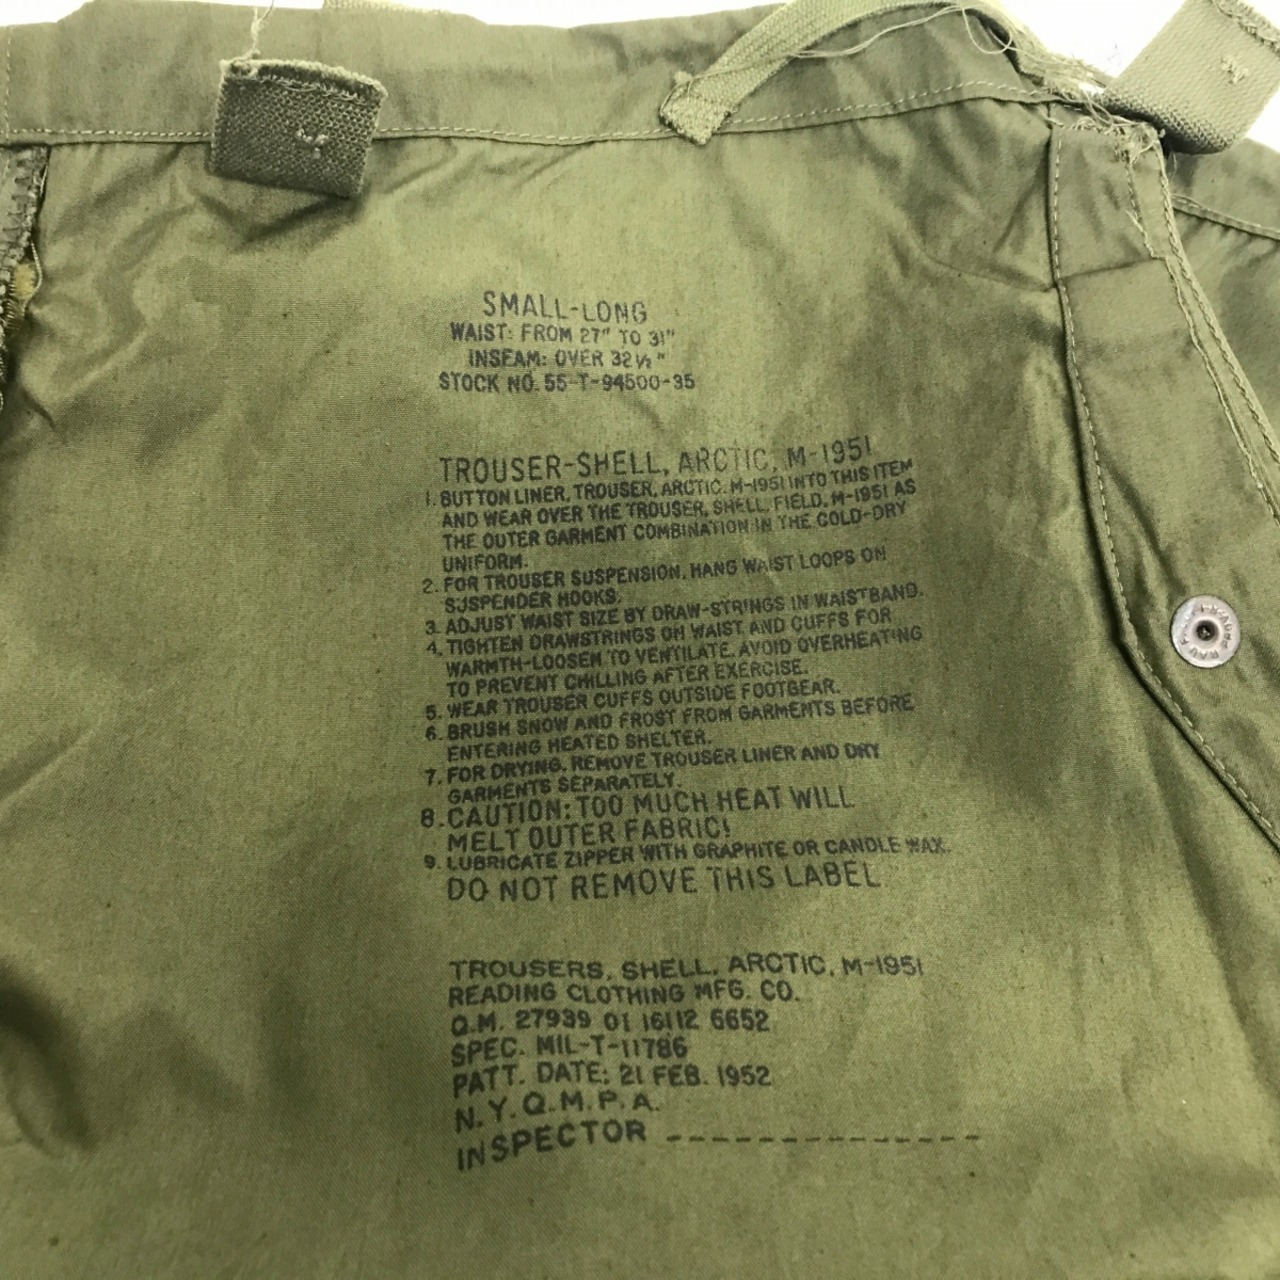 SMALL-LONG
WAIST: FROM 27" TO 31"
INSEAM: OVER 32½"
STOCK NO. 55-T-94500-35
TROUSER-SHELL, ARCTIC, M-1951
1. BUTTON LINER, TROUSER, ARCTIC, M-1951 INTO THIS ITEM
AND WEAR OVER THE TROUSER, SHELL, FIELD, M-1951 AS
THE OUTER GARMENT COMBINATION IN THE COLD-DRY
UNIFORM.
2. FOR TROUSER SUSPENSION, HANG WAIST LOOPS ON
SUSPENDER HOOKS.
3. ADJUST WAIST SIZE BY DRAW-STRINGS IN WAISTBAND.
4. TIGHTEN DRAWSTRINGS ON WAIST AND CUFFS FOR
WARMTH-LOOSEN TO VENTILATE. AVOID OVERHEATING
TO PREVENT CHILLING AFTER EXERCISE.
5. WEAR TROUSER CUFFS OUTSIDE FOOTGEAR.
6. BRUSH SNOW AND FROST FROM GARMENTS BEFORE
ENTERING HEATED SHELTER.
7. FOR DRYING, REMOVE TROUSER LINER AND DRY
GARMENTS SEPARATELY.
8. CAUTION: TOO MUCH HEAT WILL
MELT OUTER FABRIC!
9. LUBRICATE ZIPPER WITH GRAPHITE OR CANDLE WAX.
DO NOT REMOVE THIS LABEL
TROUSERS, SHELL, ARCTIC, M-1951
READING CLOTHING MFG. CO.
Q.M. 27939 01 16112 6652
SPEC. MIL-T-11786
PATT. DATE: 21 FEB. 1952
N.Y.Q.M.P.A.
INSPECTOR ---------------